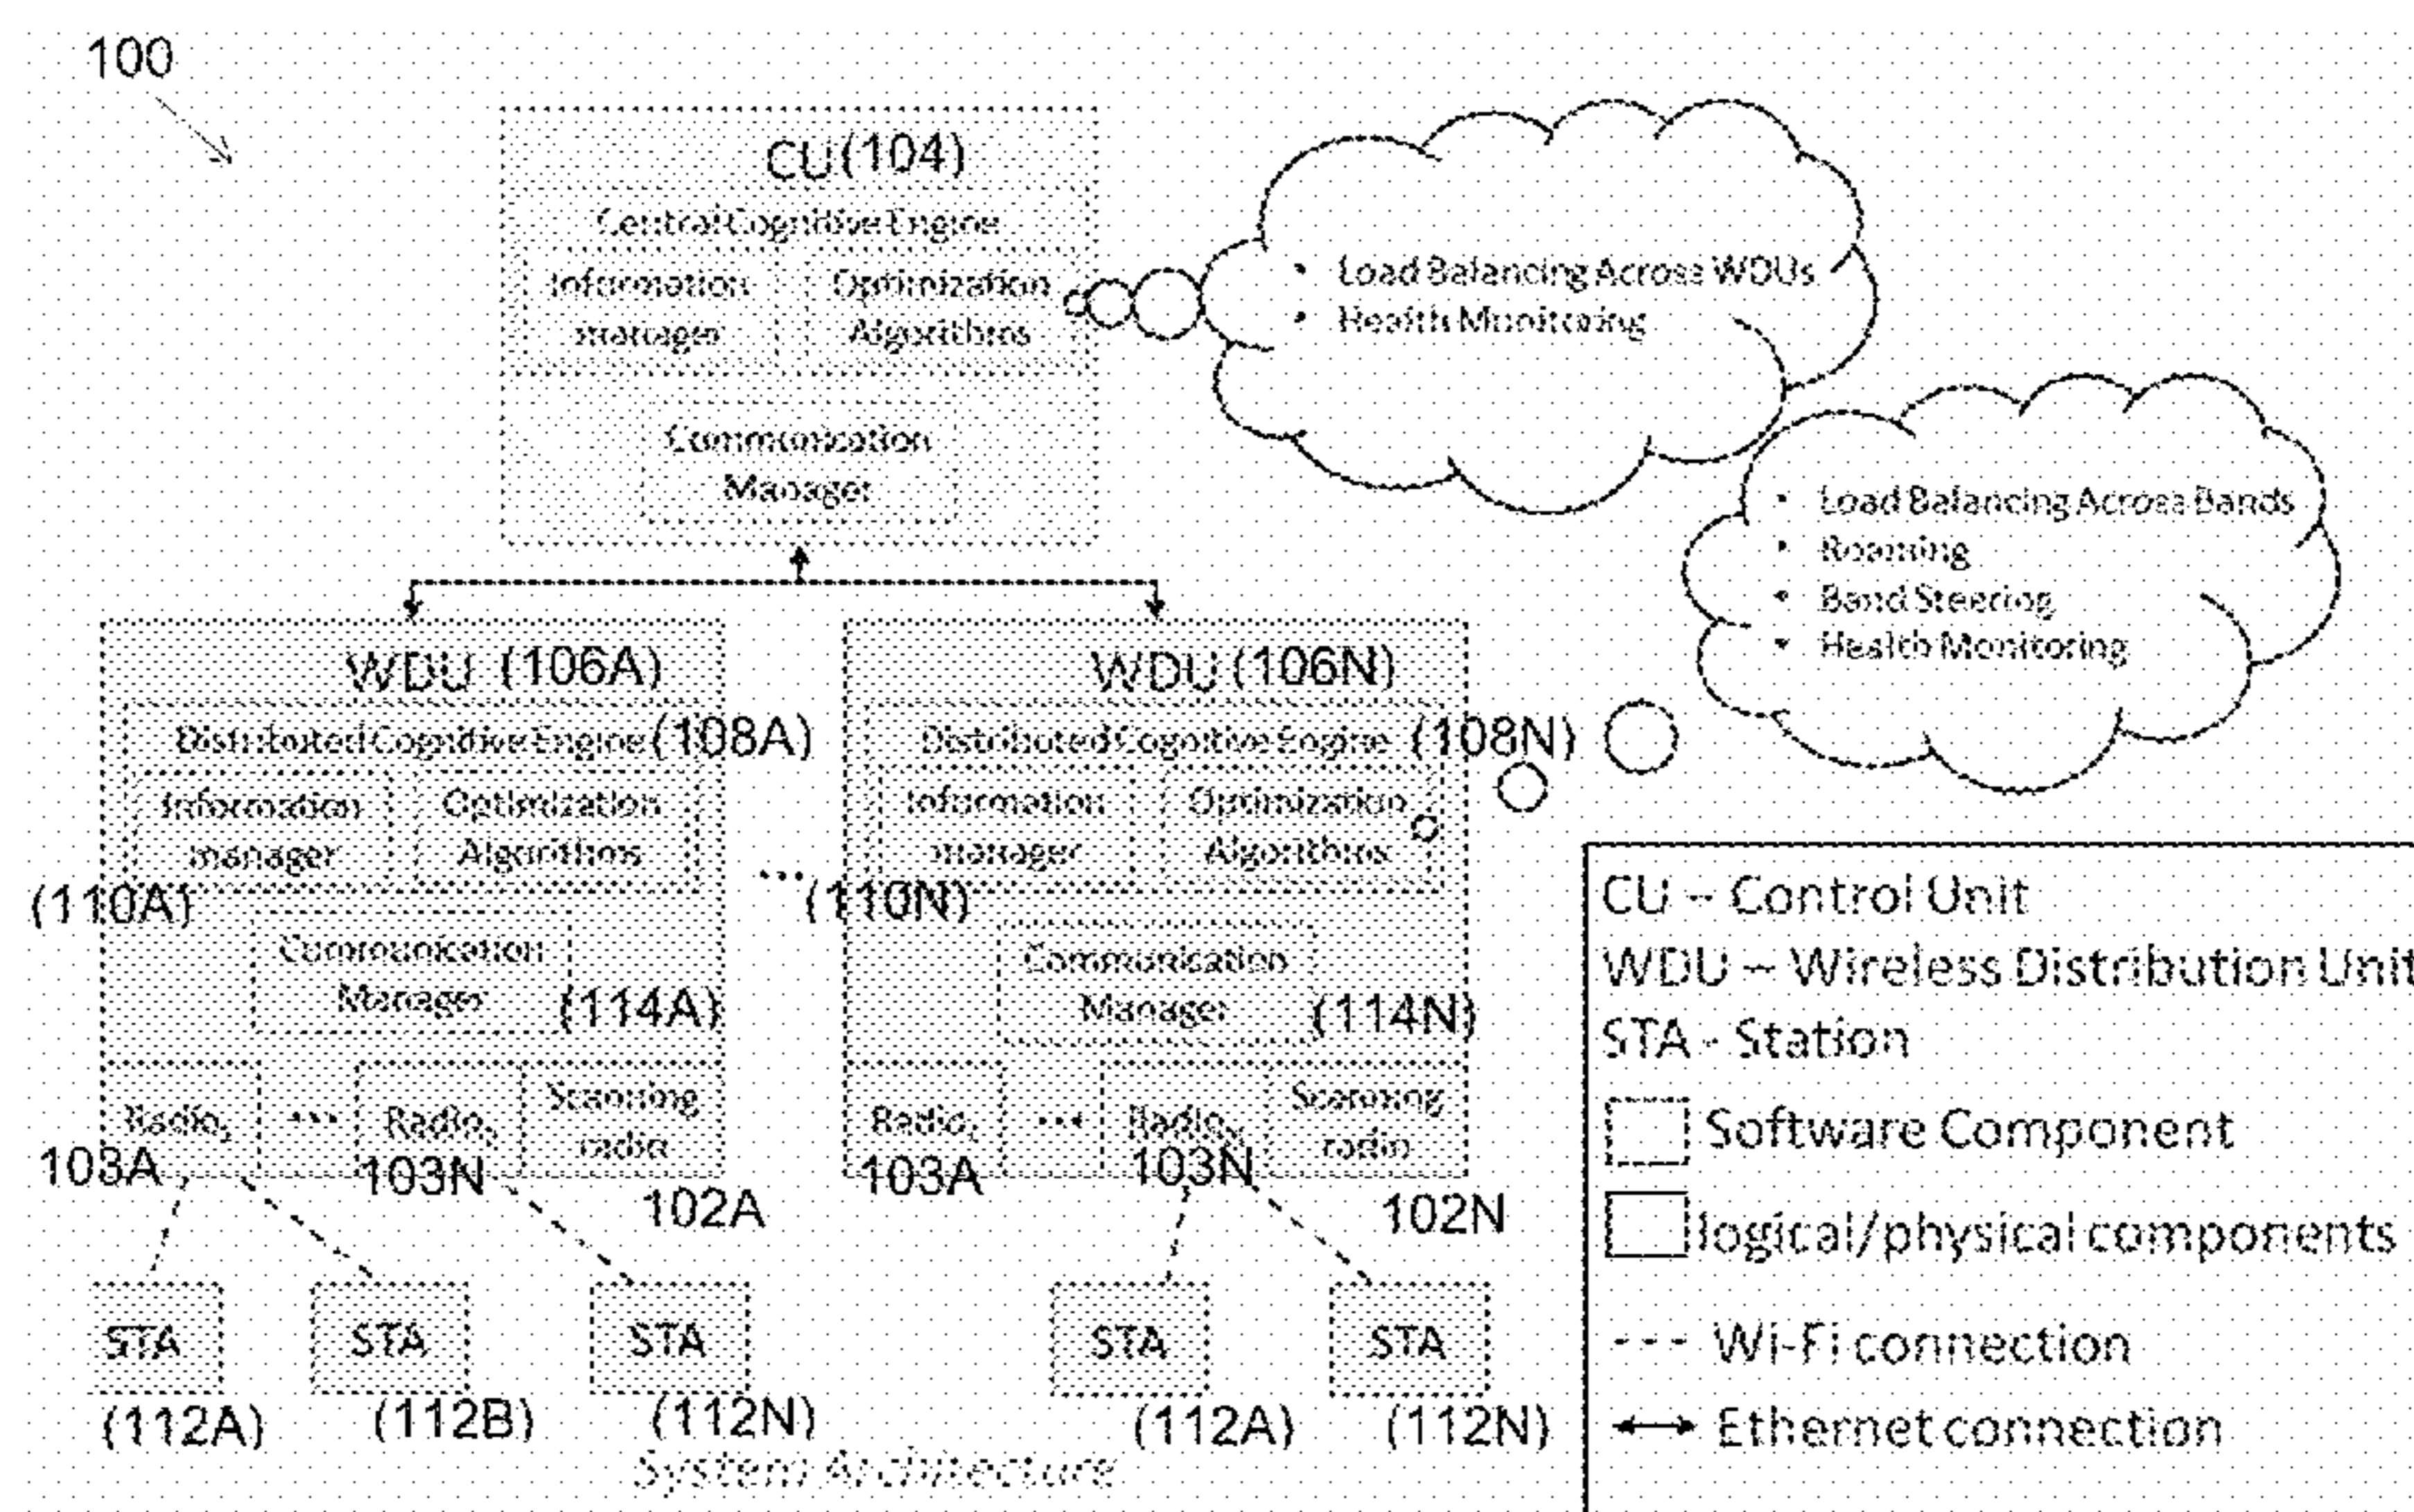 100
CU (104)
Central Cognitive Engine
Information manager
Optimization Algorithms
Communication Manager
• Load Balancing Across WDUs
• Health Monitoring
• Load Balancing Across Bands
• Roaming
• Band Steering
• Health Monitoring
WDU (106A)
Distributed Cognitive Engine (108A)
Information manager
Optimization Algorithms
(110A)
Communication Manager
(114A)
Radio
...
Radio
Scanning radio
103A
103N
102A
...
WDU (106N)
Distributed Cognitive Engine (108N)
Information manager
Optimization Algorithms
(110N)
Communication Manager
(114N)
Radio
...
Radio
Scanning radio
103A
103N
102N
STA
STA
STA
STA
STA
(112A)
(112B)
(112N)
(112A)
(112N)
System Architecture
CU – Control Unit
WDU – Wireless Distribution Unit
STA - Station
Software Component
logical/physical components
Wi-Fi connection
Ethernet connection